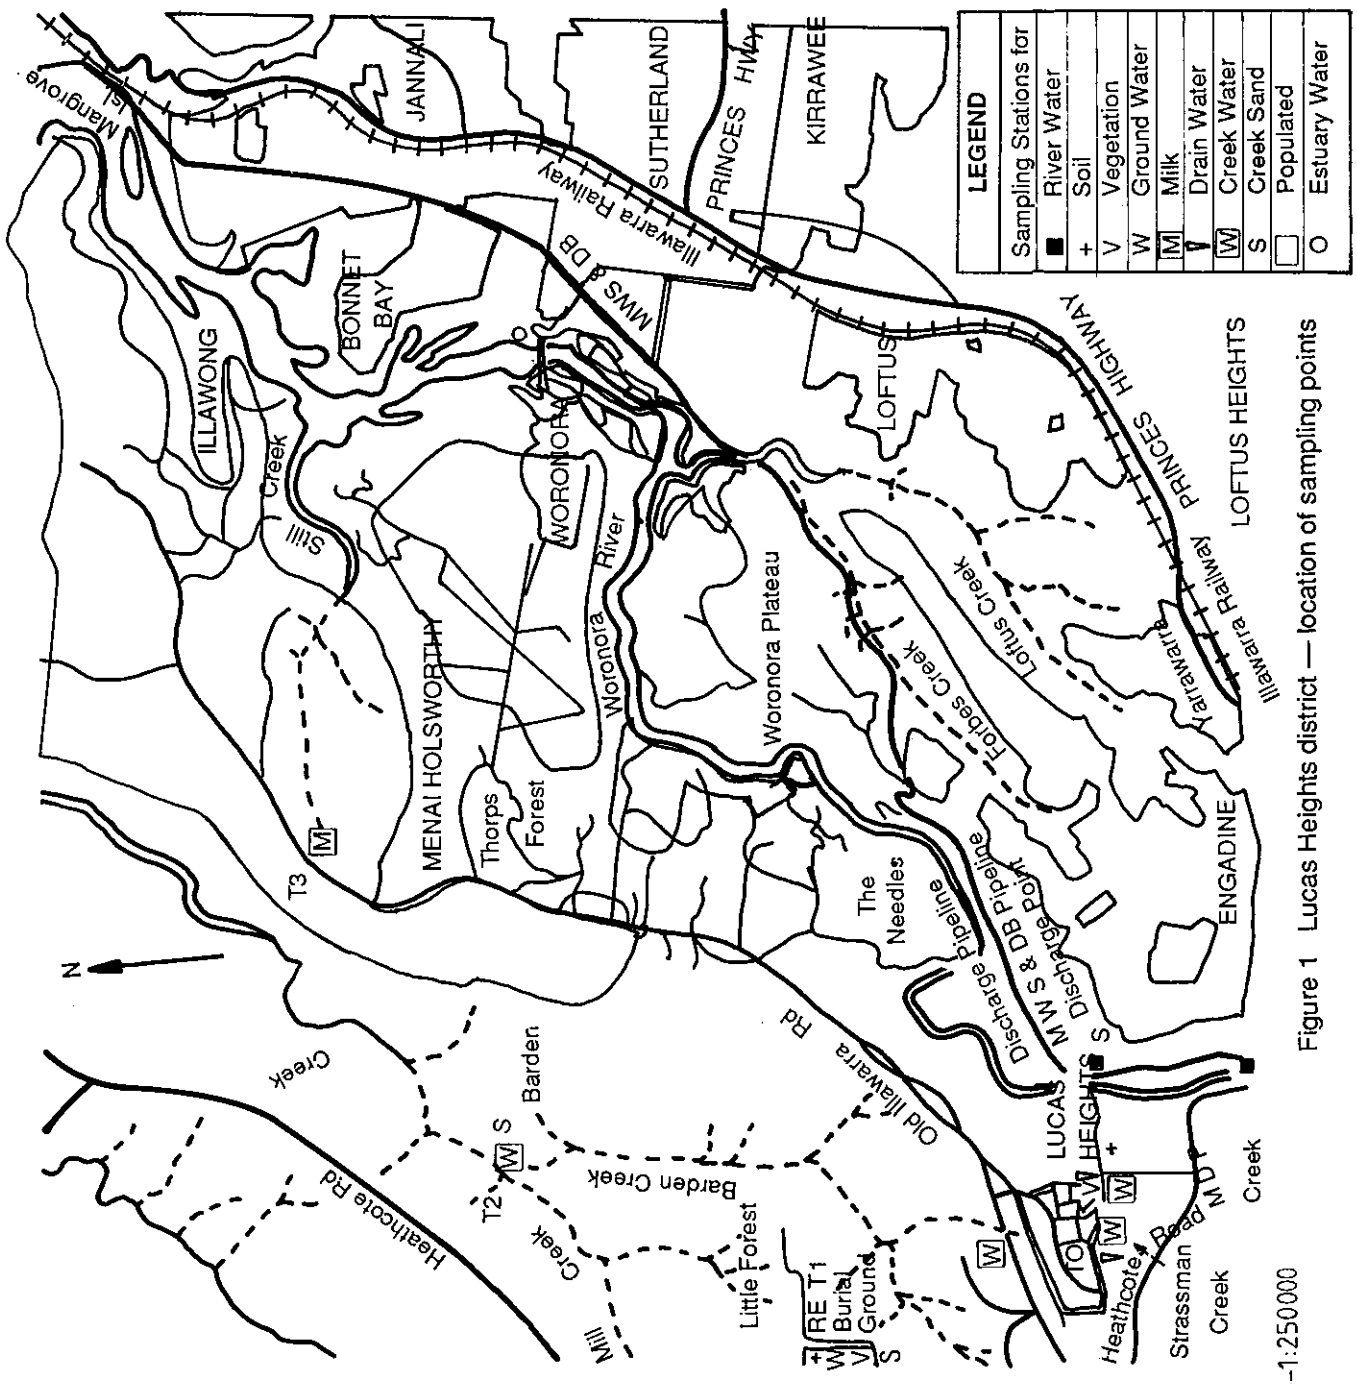 Mangrove
Isl
JANNALI
SUTHERLAND
PRINCES HWY
KIRRAWEE
Illawarra Railway
MWS & DB
BONNET
BAY
ILLAWONG
Still
Creek
WORONORA
Woronora
River
LOFTUS
PRINCES
HIGHWAY
LOFTUS HEIGHTS
Illawarra Railway
Yarrawarra
Loftus Creek
Forbes Creek
Woronora Plateau
MENAI HOLSWORTHY
Thorps
Forest
T3
M
The
Needles
Discharge Pipeline
M W S & DB Pipeline
Discharge Point
ENGADINE
N
Creek
Barden
Heathcote Rd
T2
W
S
Barden Creek
Mill
Creek
Old Illawarra
Rd
Little Forest
+ RE T1
W Burial
V Ground
S
W
LUCAS
HEIGHTS
S
+
W
W
TO
Heathcote
Road
M D P
Strassman
Creek
Creek
LEGEND
Sampling Stations for
■ River Water
+ Soil
V Vegetation
W Ground Water
M Milk
Drain Water
W Creek Water
S Creek Sand
Populated
O Estuary Water
Figure 1 Lucas Heights district — location of sampling points
1:250000